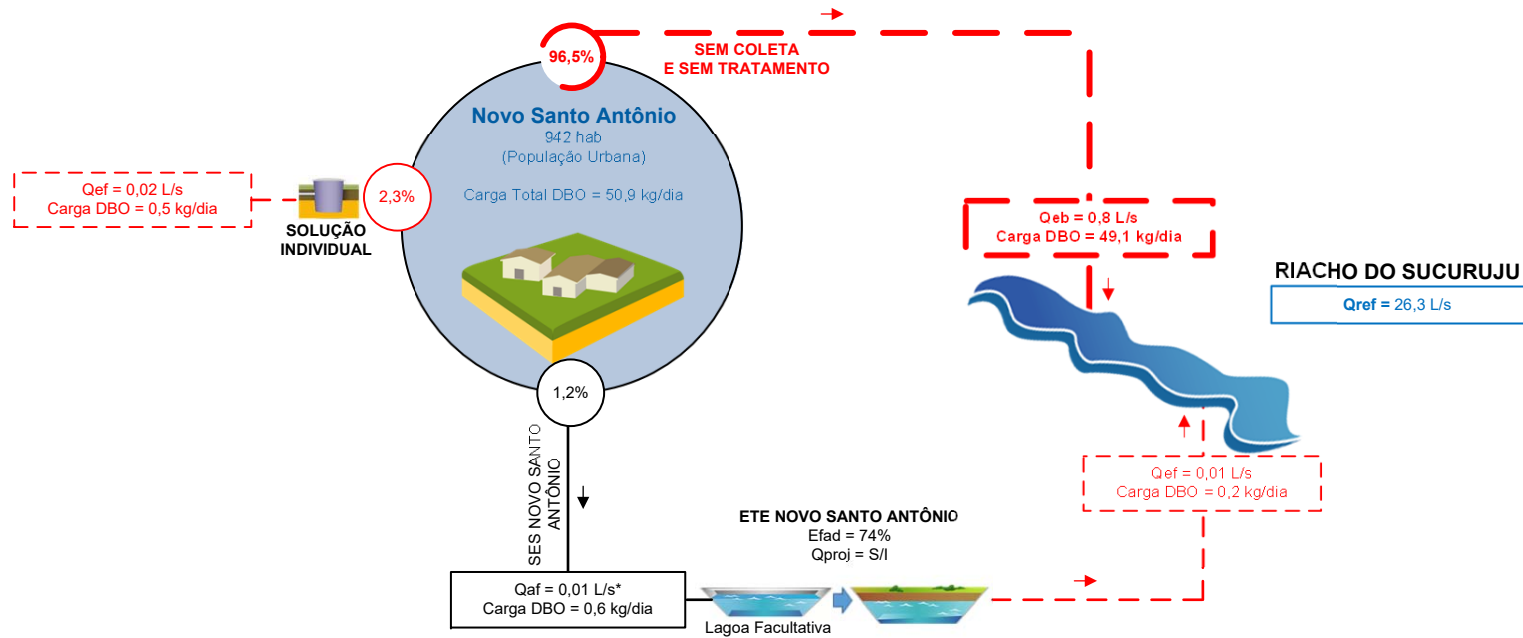 96,5%
SEM COLETA
E SEM TRATAMENTO
Novo Santo Antônio
942 hab
(População Urbana)
Carga Total DBO = 50,9 kg/dia
Qef = 0,02 L/s
Carga DBO = 0,5 kg/dia
SOLUÇÃO
INDIVIDUAL
2,3%
Qeb = 0,8 L/s
Carga DBO = 49,1 kg/dia
RIACHO DO SUCURUJU
Qref = 26,3 L/s
1,2%
SES NOVO SANTO
ANTÔNIO
Qef = 0,01 L/s
Carga DBO = 0,2 kg/dia
ETE NOVO SANTO ANTÔNIO
Efad = 74%
Qproj = S/I
Qaf = 0,01 L/s*
Carga DBO = 0,6 kg/dia
Lagoa Facultativa